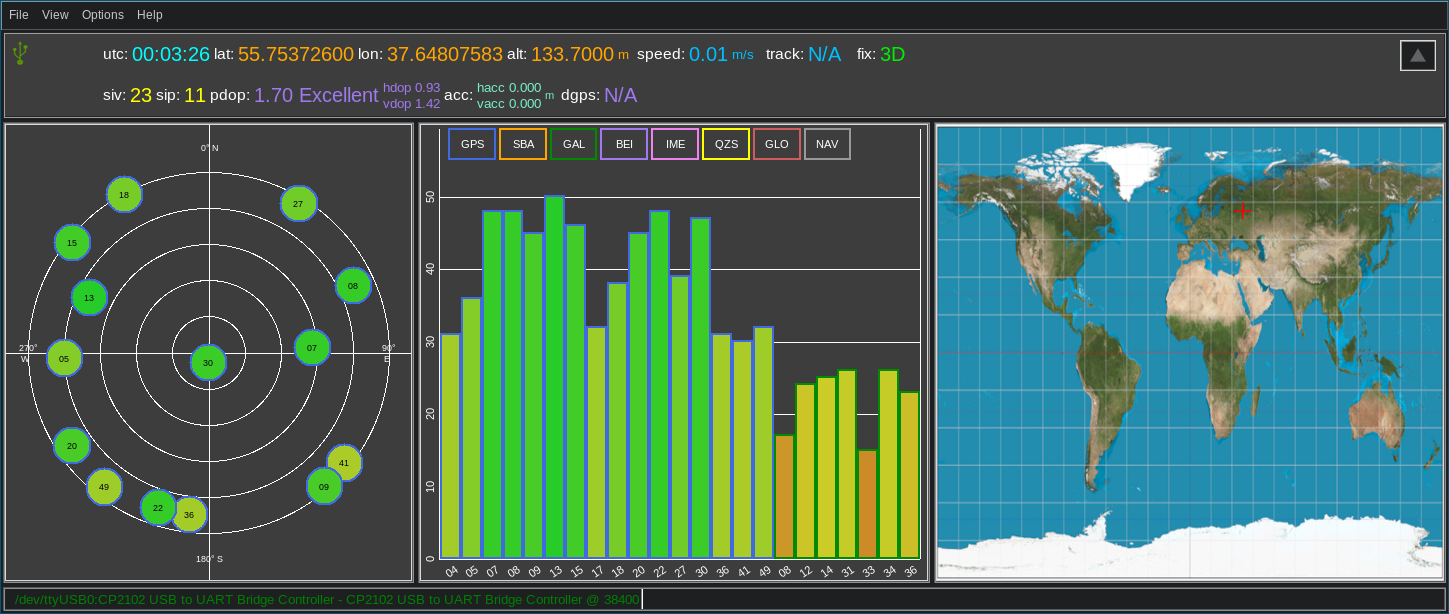 File View Options Help
utc: 00:03:26 lat: 55.75372600 lon: 37.64807583 alt: 133.7000 m speed: 0.01 m/s track: N/A fix: 3D
siv: 23 sip: 11 pdop: 1.70 Excellent hdop 0.93 vdop 1.42 acc: hacc 0.000 vacc 0.000 m dgps: N/A
0° N
18
27
15
08
13
07
270° W
90° E
05
30
20
41
49
09
22
36
180° S
GPS SBA GAL BEI IME QZS GLO NAV
50
40
30
20
10
0
04 05 07 08 09 13 15 17 18 20 22 27 30 36 41 49 08 12 14 31 33 34 36
/dev/ttyUSB0:CP2102 USB to UART Bridge Controller - CP2102 USB to UART Bridge Controller @ 38400